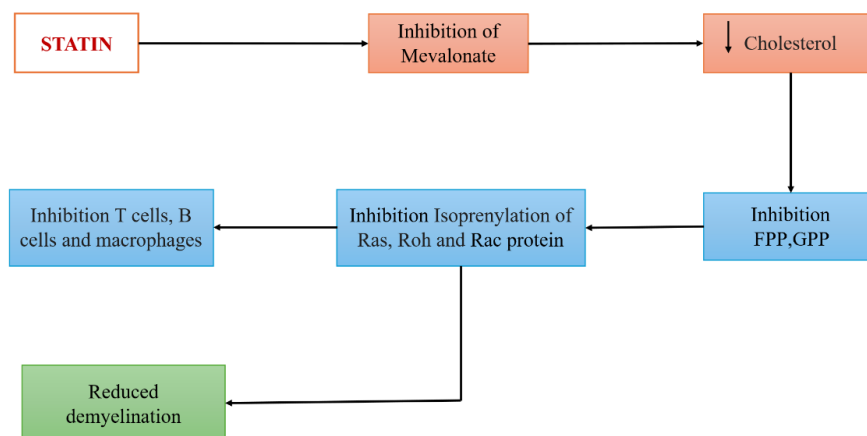 STATIN
Inhibition of
Mevalonate
↓ Cholesterol
Inhibition T cells, B
cells and macrophages
Inhibition Isoprenylation of
Ras, Roh and Rac protein
Inhibition
FPP,GPP
Reduced
demyelination